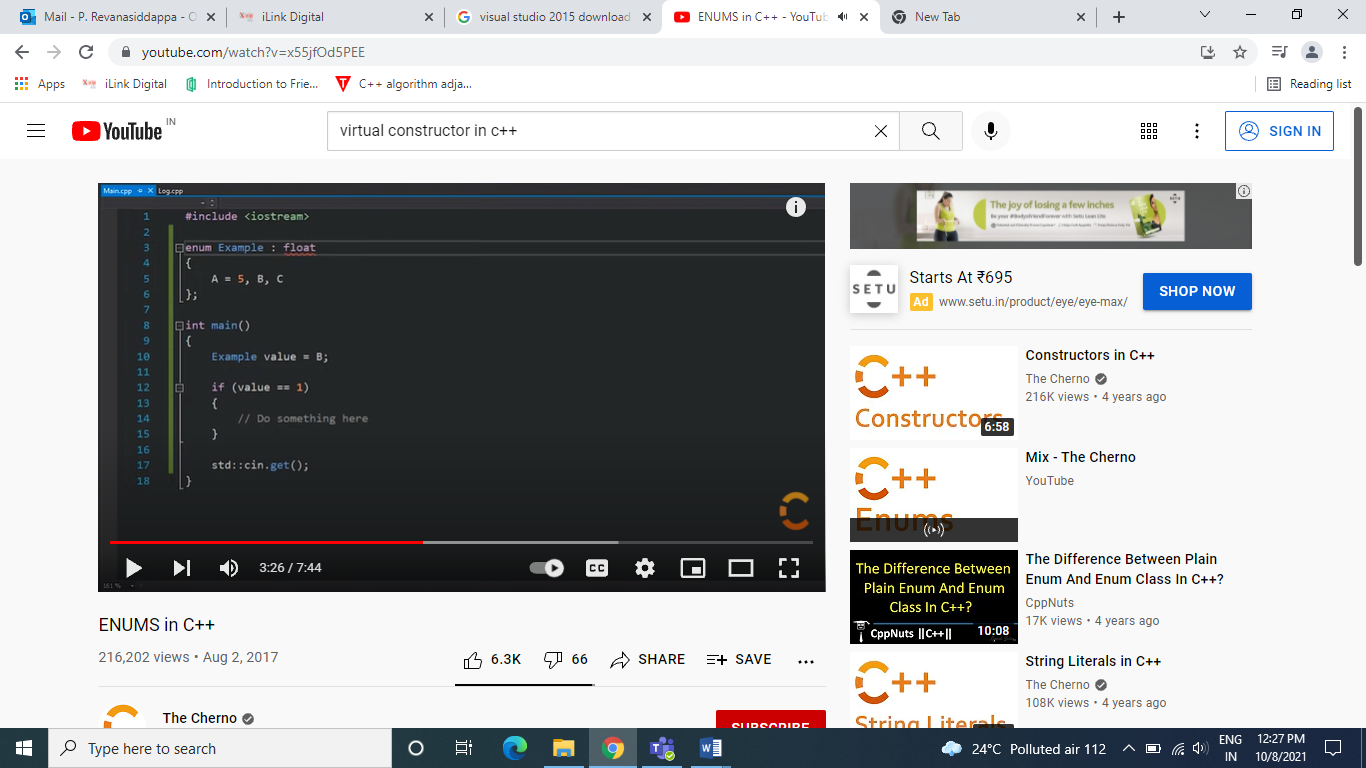 Mail - P. Revanasiddappa - O
iLink Digital
visual studio 2015 download
ENUMS in C++ - YouTub
New Tab
youtube.com/watch?v=x55jfOd5PEE
Apps
iLink Digital
Introduction to Frie...
C++ algorithm adja...
Reading list
YouTube IN
virtual constructor in c++
SIGN IN
Main.cpp
Log.cpp
1 #include <iostream>
2
3 enum Example : float
4 {
5 A = 5, B, C
6 };
7
8 int main()
9 {
10 Example value = B;
11
12 if (value == 1)
13 {
14 // Do something here
15 }
16
17 std::cin.get();
18 }
3:26 / 7:44
CC
161 %
ENUMS in C++
216,202 views • Aug 2, 2017
6.3K
66
SHARE
SAVE
The Cherno
SUBSCRIBE
The joy of losing a few inches
SETU
SETU
Starts At ₹695
Ad www.setu.in/product/eye/eye-max/
SHOP NOW
C++
Constructors
6:58
Constructors in C++
The Cherno
216K views • 4 years ago
C++
Enums
Mix - The Cherno
YouTube
The Difference Between
Plain Enum And Enum
Class In C++?
CppNuts ||C++||
10:08
The Difference Between Plain
Enum And Enum Class In C++?
CppNuts
17K views • 4 years ago
C++
String Literals
String Literals in C++
The Cherno
108K views • 4 years ago
Type here to search
24°C Polluted air 112
ENG
IN
12:27 PM
10/8/2021